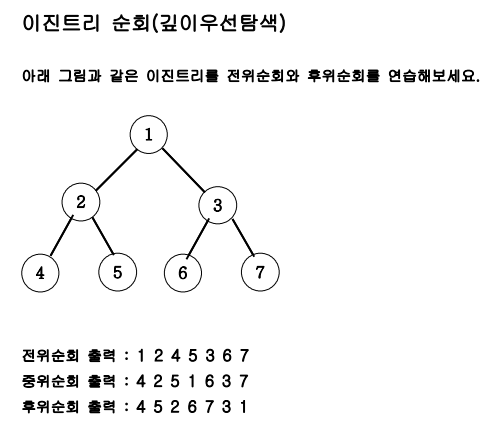 이진트리 순회(깊이우선탐색)
아래 그림과 같은 이진트리를 전위순회와 후위순회를 연습해보세요.
1
2 3
4 5 6 7
전위순회 출력 : 1 2 4 5 3 6 7
중위순회 출력 : 4 2 5 1 6 3 7
후위순회 출력 : 4 5 2 6 7 3 1